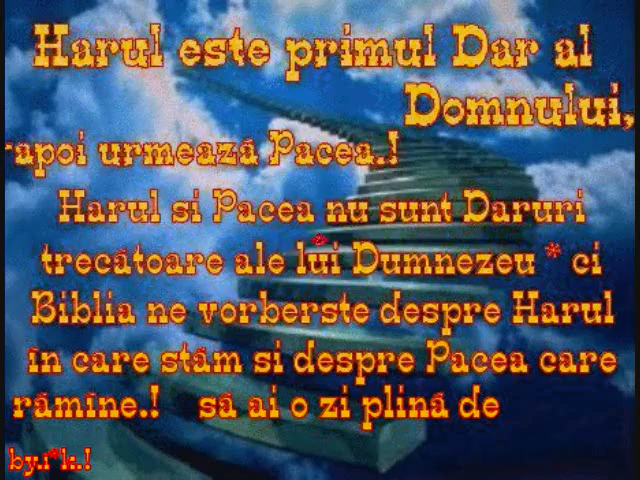 Harul este primul Dar al
Domnului,
apoi urmează Pacea.!
Harul si Pacea nu sunt Daruri
trecătoare ale lui Dumnezeu * ci
Biblia ne vorberste despre Harul
în care stăm si despre Pacea care
rămîne.! să ai o zi plină de
by.i*k.!